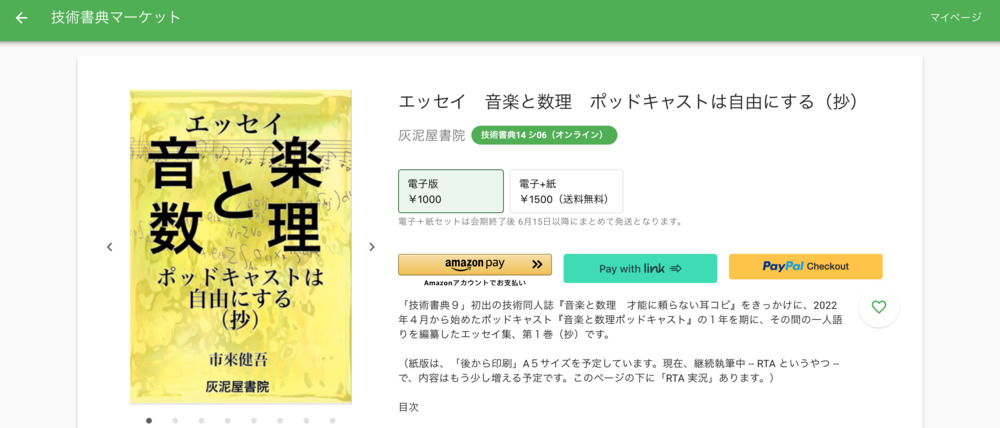 技術書典マーケット
マイページ
エッセイ
音楽
と
数理
ポッドキャストは
自由にする
（抄）
市來健吾
灰泥屋書院
エッセイ　音楽と数理　ポッドキャストは自由にする（抄）
灰泥屋書院
技術書典14 シ06（オンライン）
電子版
￥1000
電子+紙
￥1500（送料無料）
電子＋紙セットは会期終了後 6月15日以降にまとめて発送となります。
amazon pay
Amazonアカウントでお支払い
Pay with link
PayPal Checkout
「技術書典９」初出の技術同人誌『音楽と数理　才能に頼らない耳コピ』をきっかけに、2022
年４月から始めたポッドキャスト『音楽と数理ポッドキャスト』の１年を期に、その間の一人語
りを編纂したエッセイ集、第１巻（抄）です。
（紙版は、「後から印刷」A５サイズを予定しています。現在、継続執筆中 -- RTA というやつ --
で、内容はもう少し増える予定です。このページの下に「RTA 実況」あります。）
目次